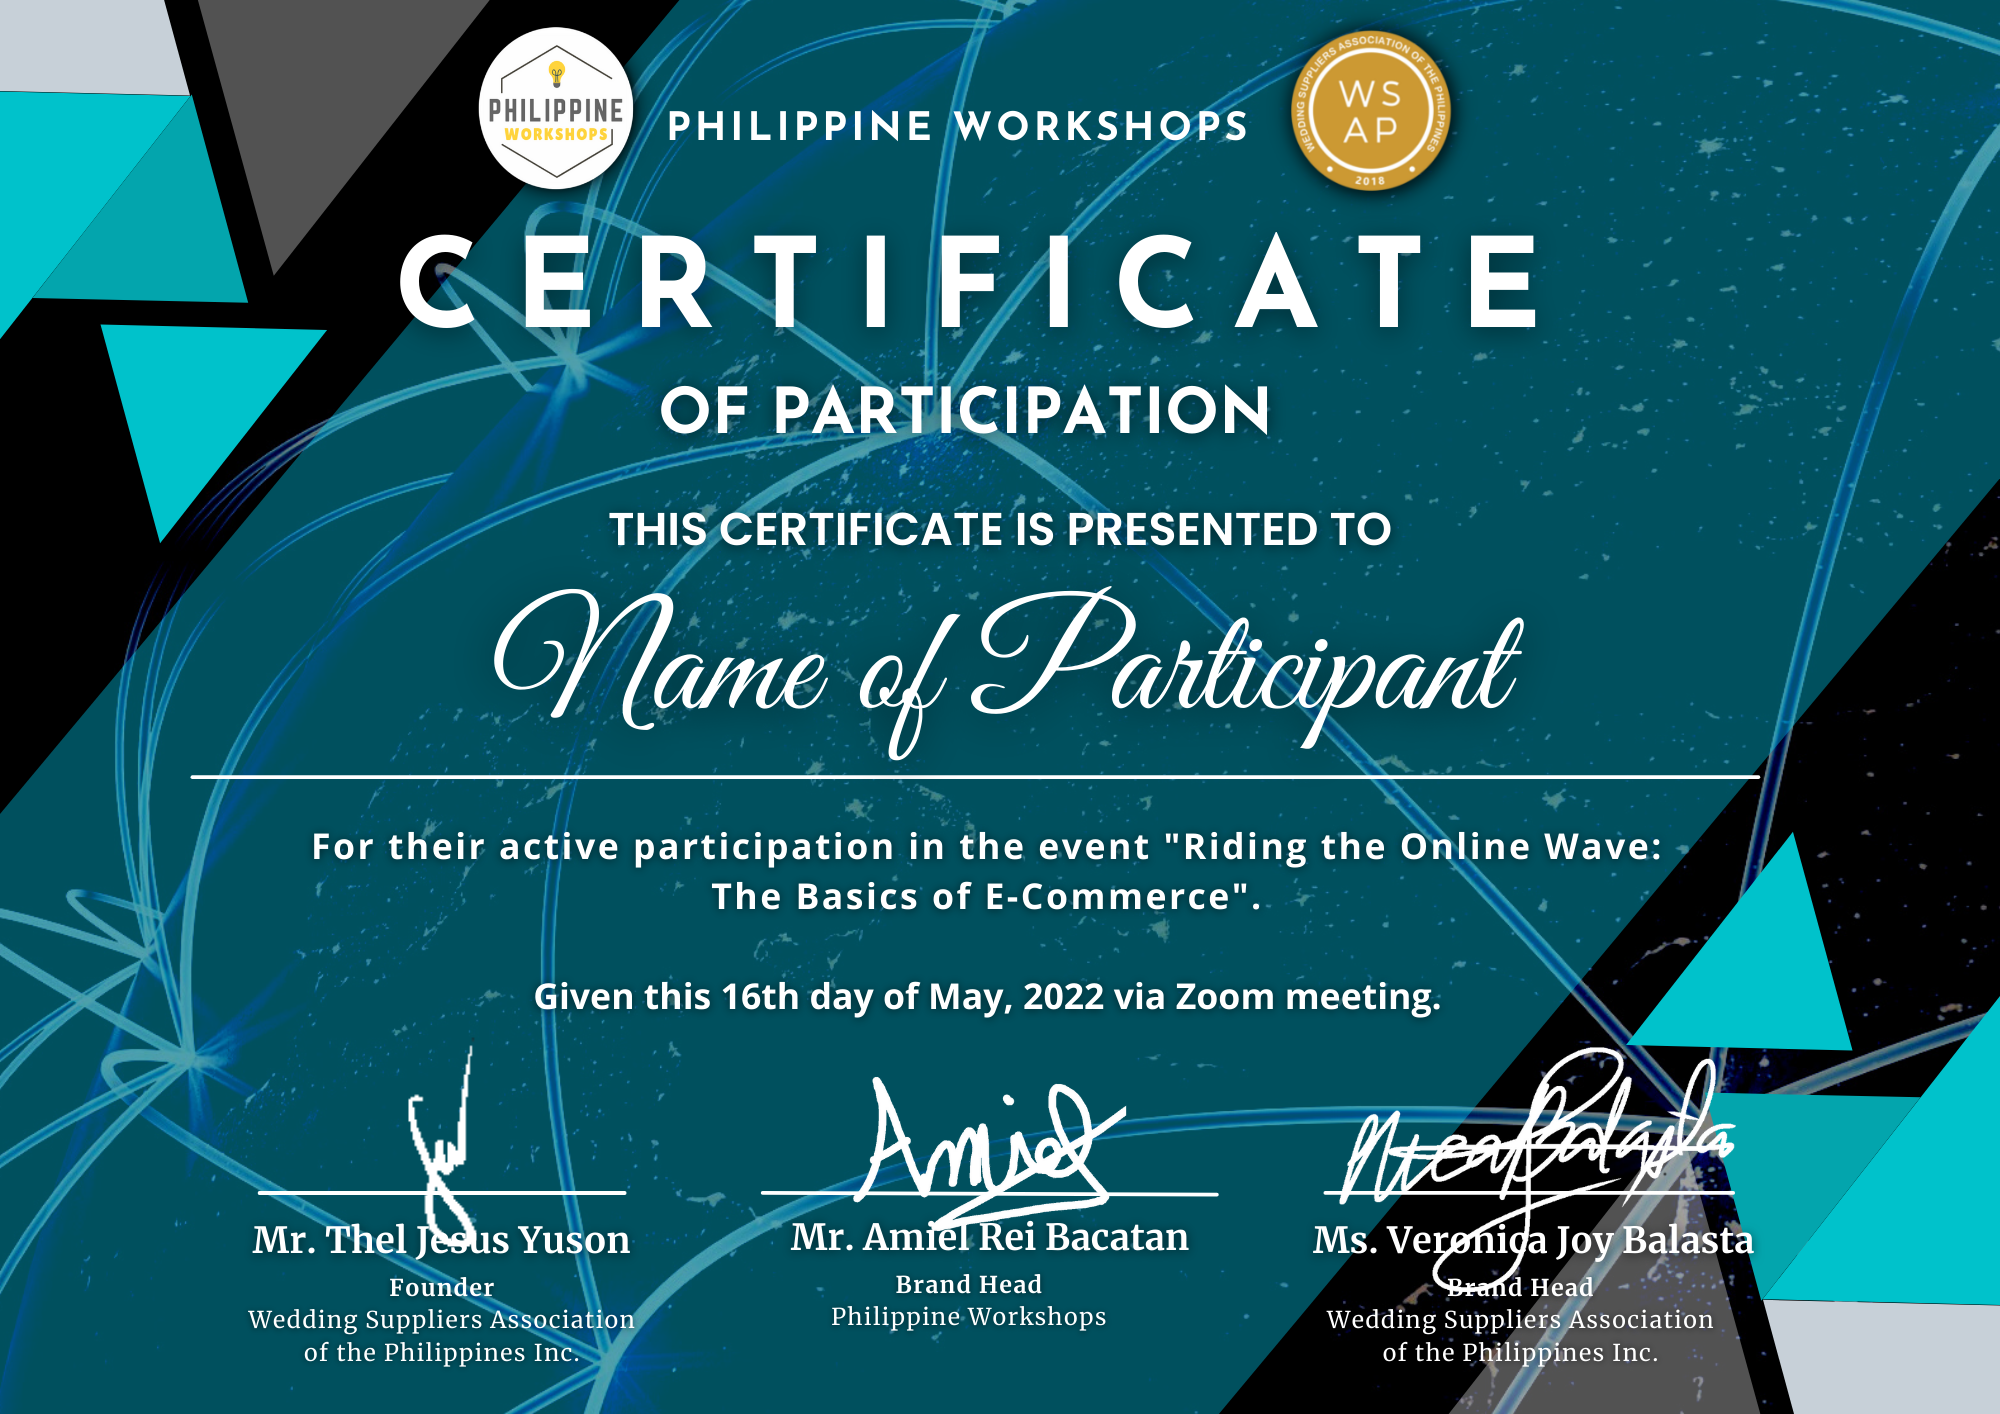 PHILIPPINE
WORKSHOPS
PHILIPPINE WORKSHOPS
WEDDING SUPPLIERS ASSOCIATION OF THE PHILIPPINES
WS
AP
2018
CERTIFICATE
OF PARTICIPATION
THIS CERTIFICATE IS PRESENTED TO
Name of Participant
For their active participation in the event "Riding the Online Wave:
The Basics of E-Commerce".
Given this 16th day of May, 2022 via Zoom meeting.
Amiel
Mr. Thel Jesus Yuson
Founder
Wedding Suppliers Association
of the Philippines Inc.
Mr. Amiel Rei Bacatan
Brand Head
Philippine Workshops
Ms. Veronica Joy Balasta
Brand Head
Wedding Suppliers Association
of the Philippines Inc.